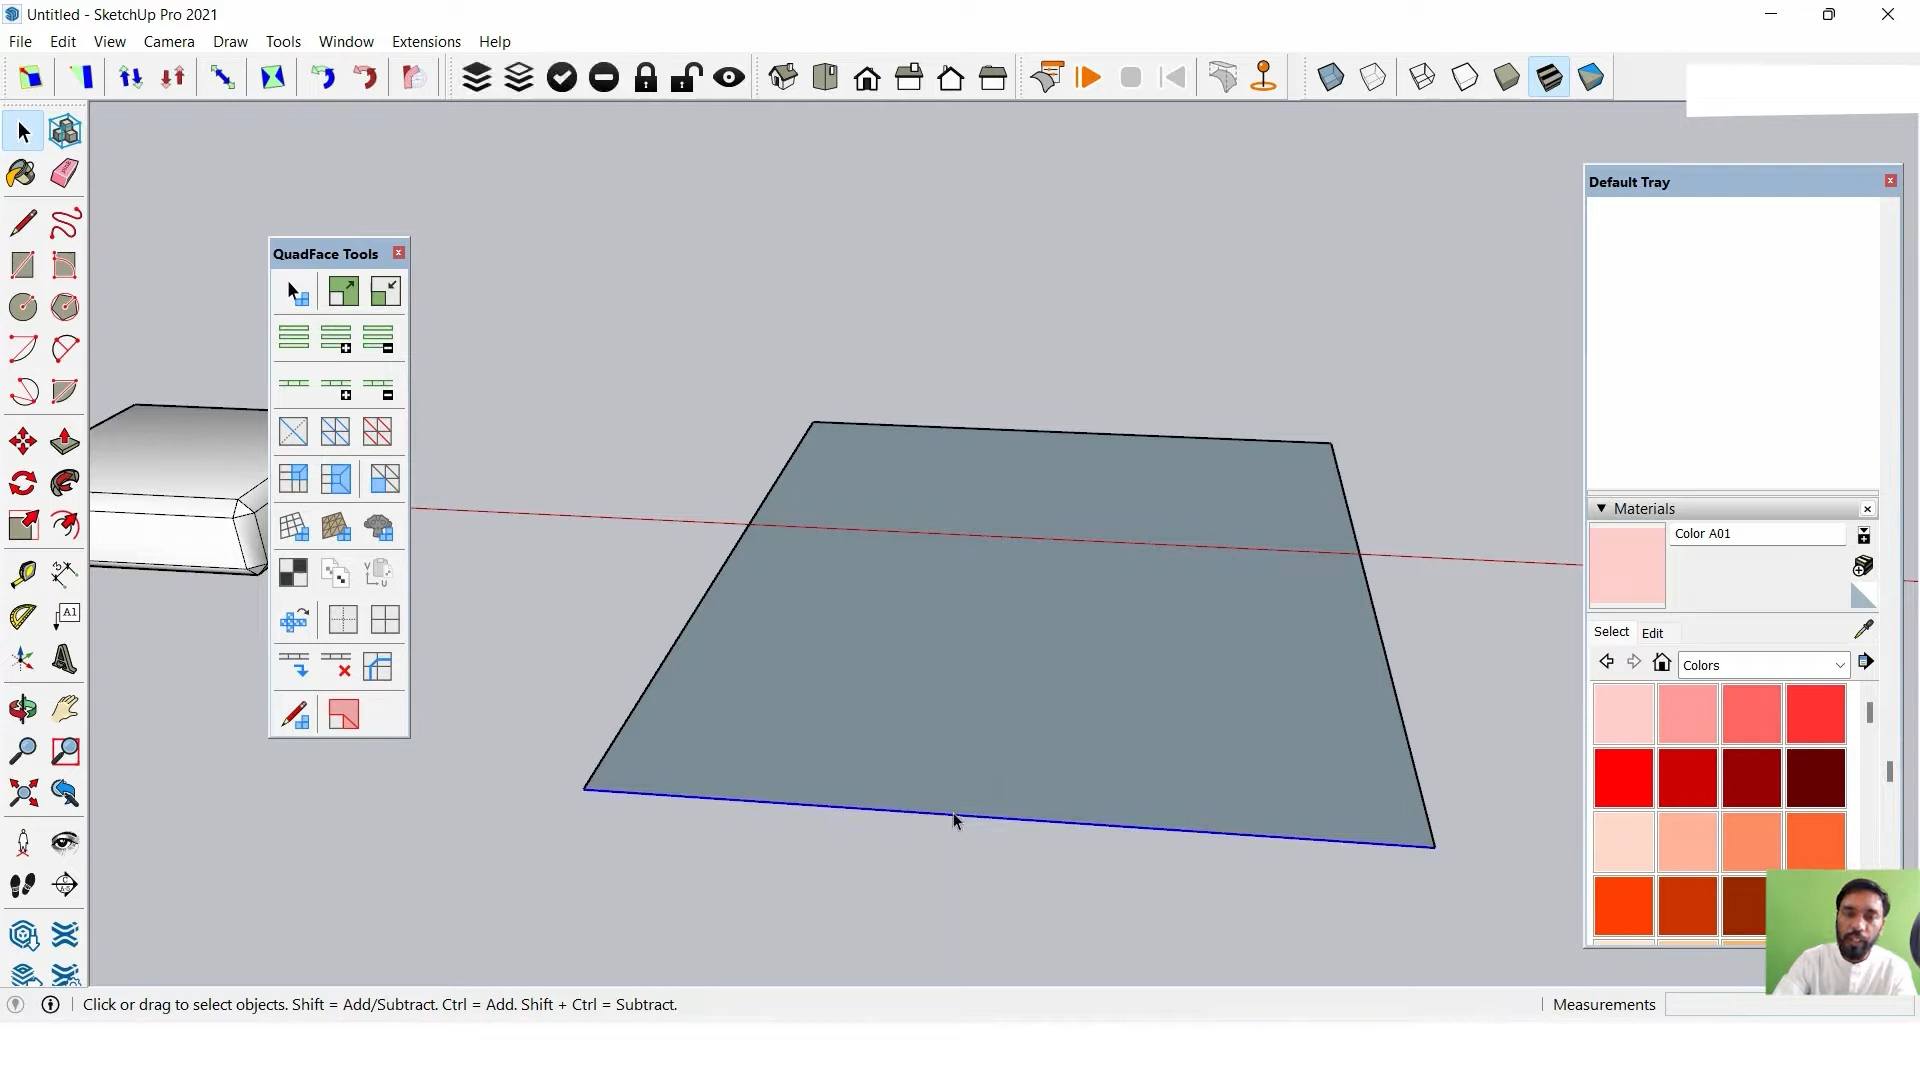 Untitled - SketchUp Pro 2021
File Edit View Camera Draw Tools Window Extensions Help
Default Tray
QuadFace Tools
Materials
Color A01
Select Edit
Colors
A1
Click or drag to select objects. Shift = Add/Subtract. Ctrl = Add. Shift + Ctrl = Subtract.
Measurements